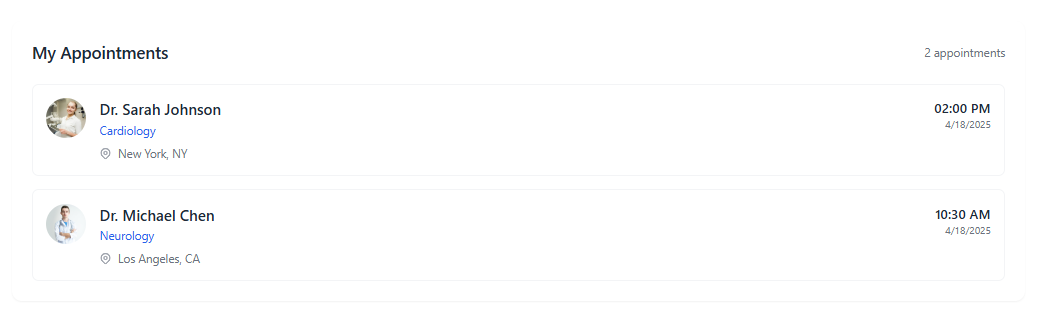 My Appointments
2 appointments
Dr. Sarah Johnson
02:00 PM
Cardiology
4/18/2025
New York, NY
Dr. Michael Chen
10:30 AM
Neurology
4/18/2025
Los Angeles, CA